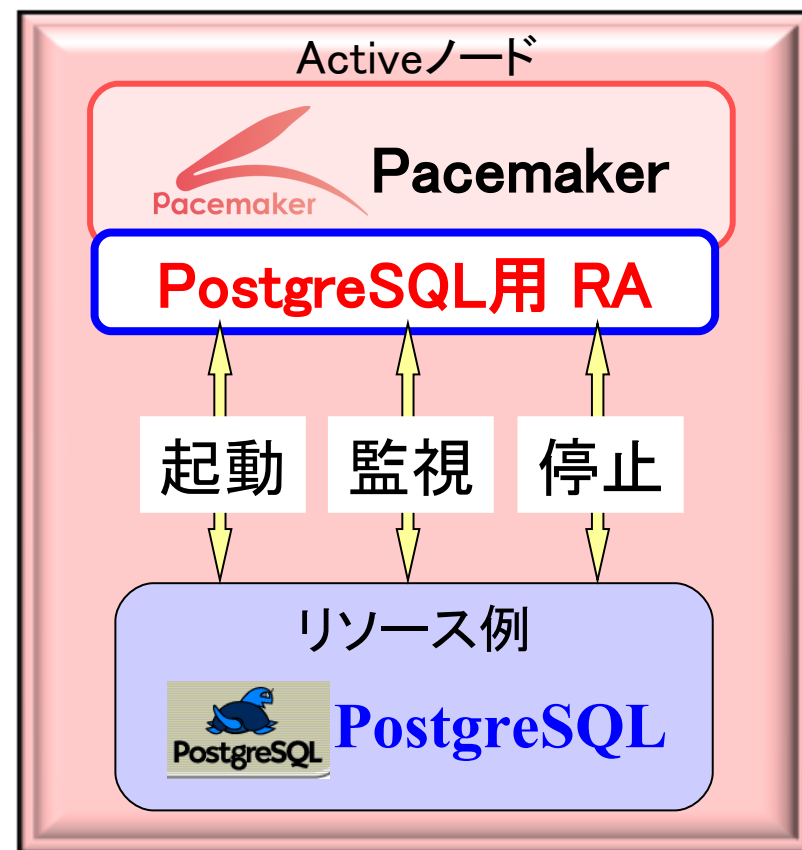 Activeノード
Pacemaker
Pacemaker
PostgreSQL用 RA
起動 監視 停止
リソース例
PostgreSQL
PostgreSQL